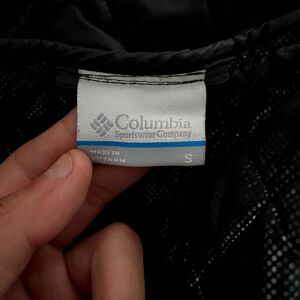 Columbia
Sportswear Company
MADE IN
VIETNAM
S